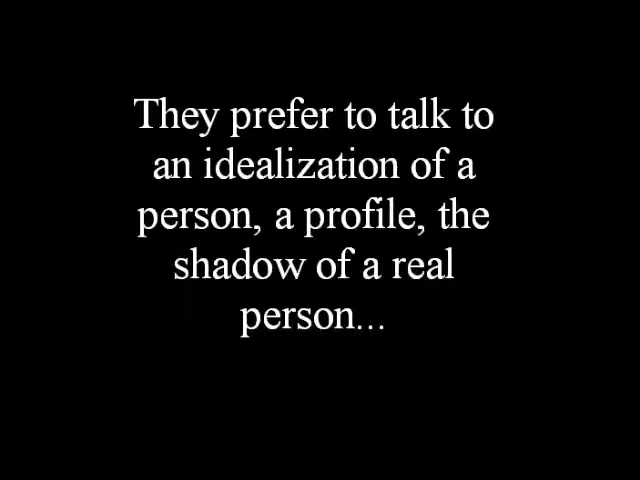 They prefer to talk to
an idealization of a
person, a profile, the
shadow of a real
person...